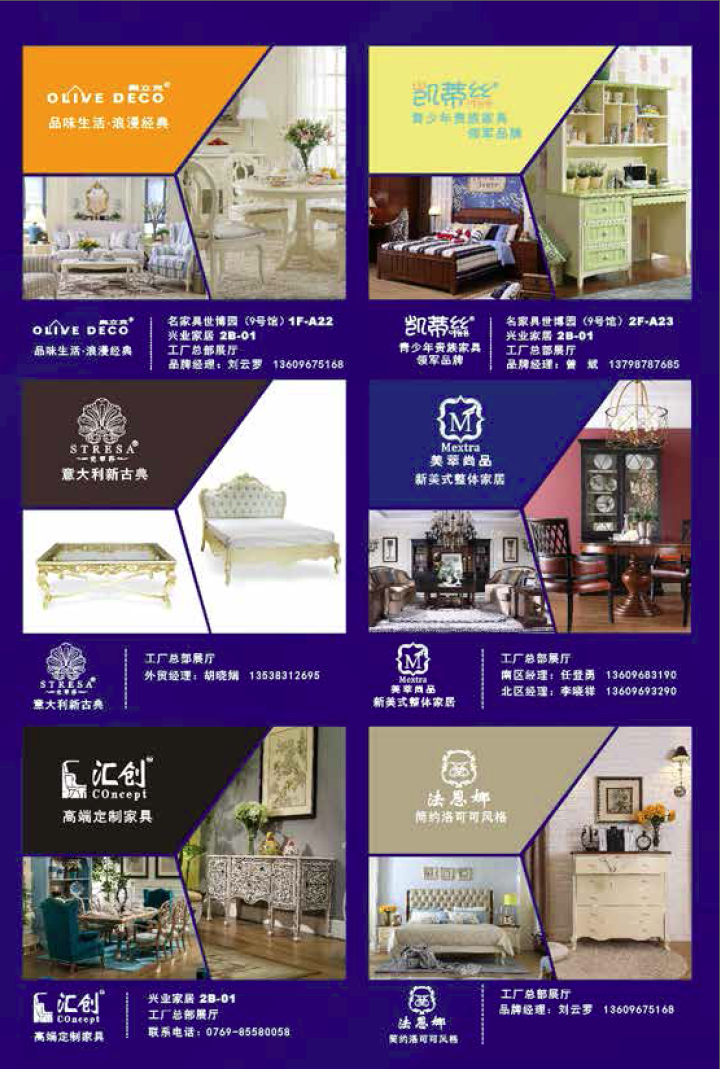 奥立克®
OLIVE DECO
品味生活·浪漫经典
凯蒂丝®
青少年贵族家具
领军品牌
奥立克®
OLIVE DECO
品味生活·浪漫经典
名家具世博园（9号馆）1F-A22
兴业家居 2B-01
工厂总部展厅
品牌经理：刘云罗 13609675168
凯蒂丝®
青少年贵族家具
领军品牌
名家具世博园（9号馆）2F-A23
兴业家居 2B-01
工厂总部展厅
品牌经理：曾 斌 13798787685
STRESA®
意大利新古典
M
Mextra
美萃尚品
新美式整体家居
STRESA®
意大利新古典
工厂总部展厅
外贸经理：胡晓娟 13538312695
M
Mextra
美萃尚品
新美式整体家居
工厂总部展厅
南区经理：任登勇 13609683190
北区经理：李晓祥 13609693290
汇创
COncept
高端定制家具
法恩娜
简约洛可可风格
汇创
COncept
高端定制家具
兴业家居 2B-01
工厂总部展厅
联系电话：0769-85580058
法恩娜
简约洛可可风格
工厂总部展厅
品牌经理：刘云罗 13609675168